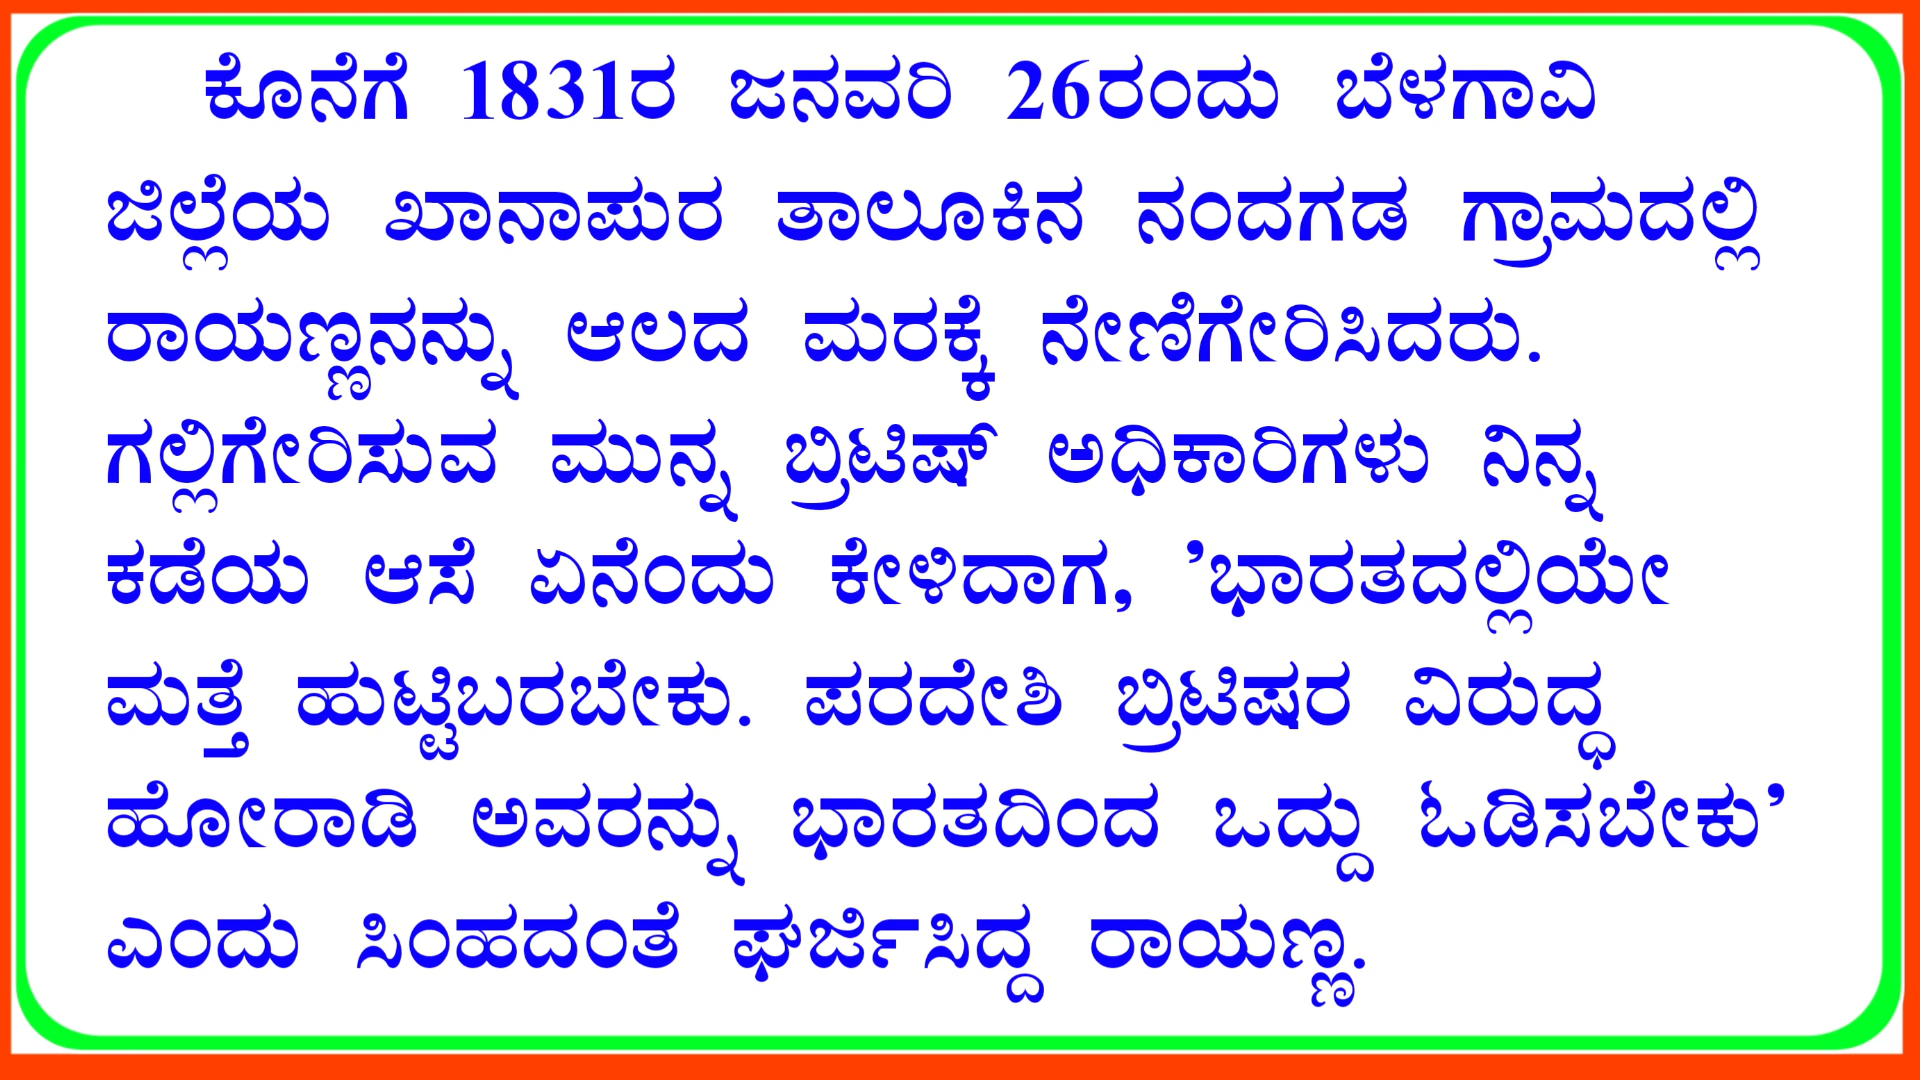 ಕೊನೆಗೆ 1831ರ ಜನವರಿ 26ರಂದು ಬೆಳಗಾವಿ
ಜಿಲ್ಲೆಯ ಖಾನಾಪುರ ತಾಲೂಕಿನ ನಂದಗಡ ಗ್ರಾಮದಲ್ಲಿ
ರಾಯಣ್ಣನನ್ನು ಆಲದ ಮರಕ್ಕೆ ನೇಣಿಗೇರಿಸಿದರು.
ಗಲ್ಲಿಗೇರಿಸುವ ಮುನ್ನ ಬ್ರಿಟಿಷ್ ಅಧಿಕಾರಿಗಳು ನಿನ್ನ
ಕಡೆಯ ಆಸೆ ಏನೆಂದು ಕೇಳಿದಾಗ, ’ಭಾರತದಲ್ಲಿಯೇ
ಮತ್ತೆ ಹುಟ್ಟಿಬರಬೇಕು. ಪರದೇಶಿ ಬ್ರಿಟಿಷರ ವಿರುದ್ಧ
ಹೋರಾಡಿ ಅವರನ್ನು ಭಾರತದಿಂದ ಒದ್ದು ಓಡಿಸಬೇಕು’
ಎಂದು ಸಿಂಹದಂತೆ ಘರ್ಜಿಸಿದ್ದ ರಾಯಣ್ಣ.